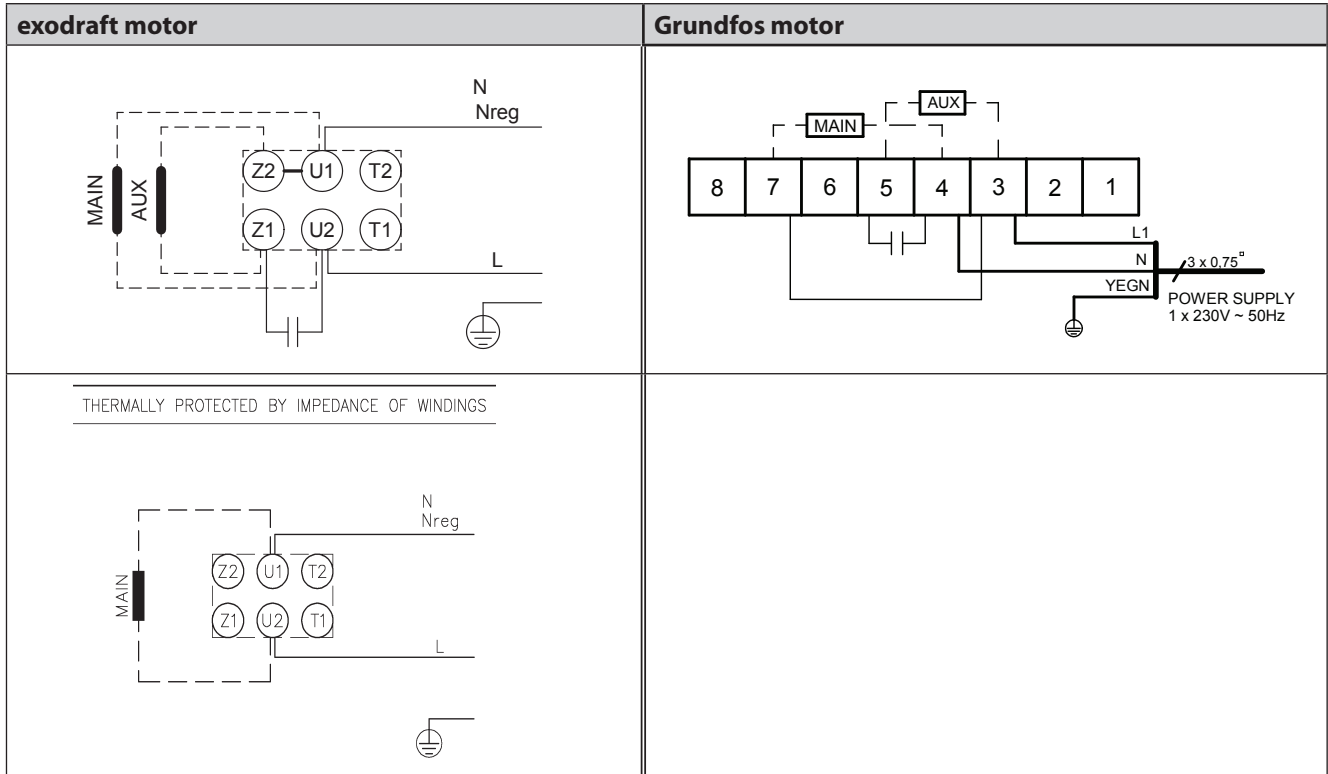 exodraft motor
Grundfos motor
N
Nreg
MAIN
AUX
Z2 U1 T2
Z1 U2 T1
L
AUX
MAIN
8 7 6 5 4 3 2 1
L1
N
3 x 0,75□
YEGN
POWER SUPPLY
1 x 230V ~ 50Hz
THERMALLY PROTECTED BY IMPEDANCE OF WINDINGS
N
Nreg
MAIN
Z2 U1 T2
Z1 U2 T1
L